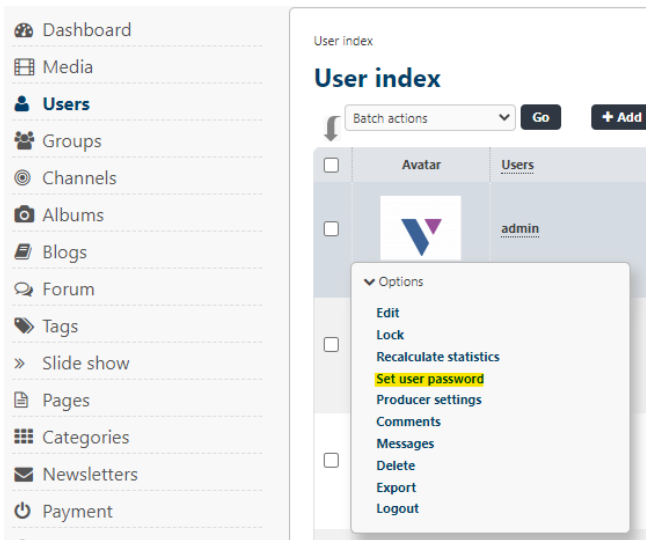 Dashboard
Media
Users
Groups
Channels
Albums
Blogs
Forum
Tags
Slide show
Pages
Categories
Newsletters
Payment
User index
User index
Batch actions
Go
+ Add
Avatar
Users
admin
Options
Edit
Lock
Recalculate statistics
Set user password
Producer settings
Comments
Messages
Delete
Export
Logout